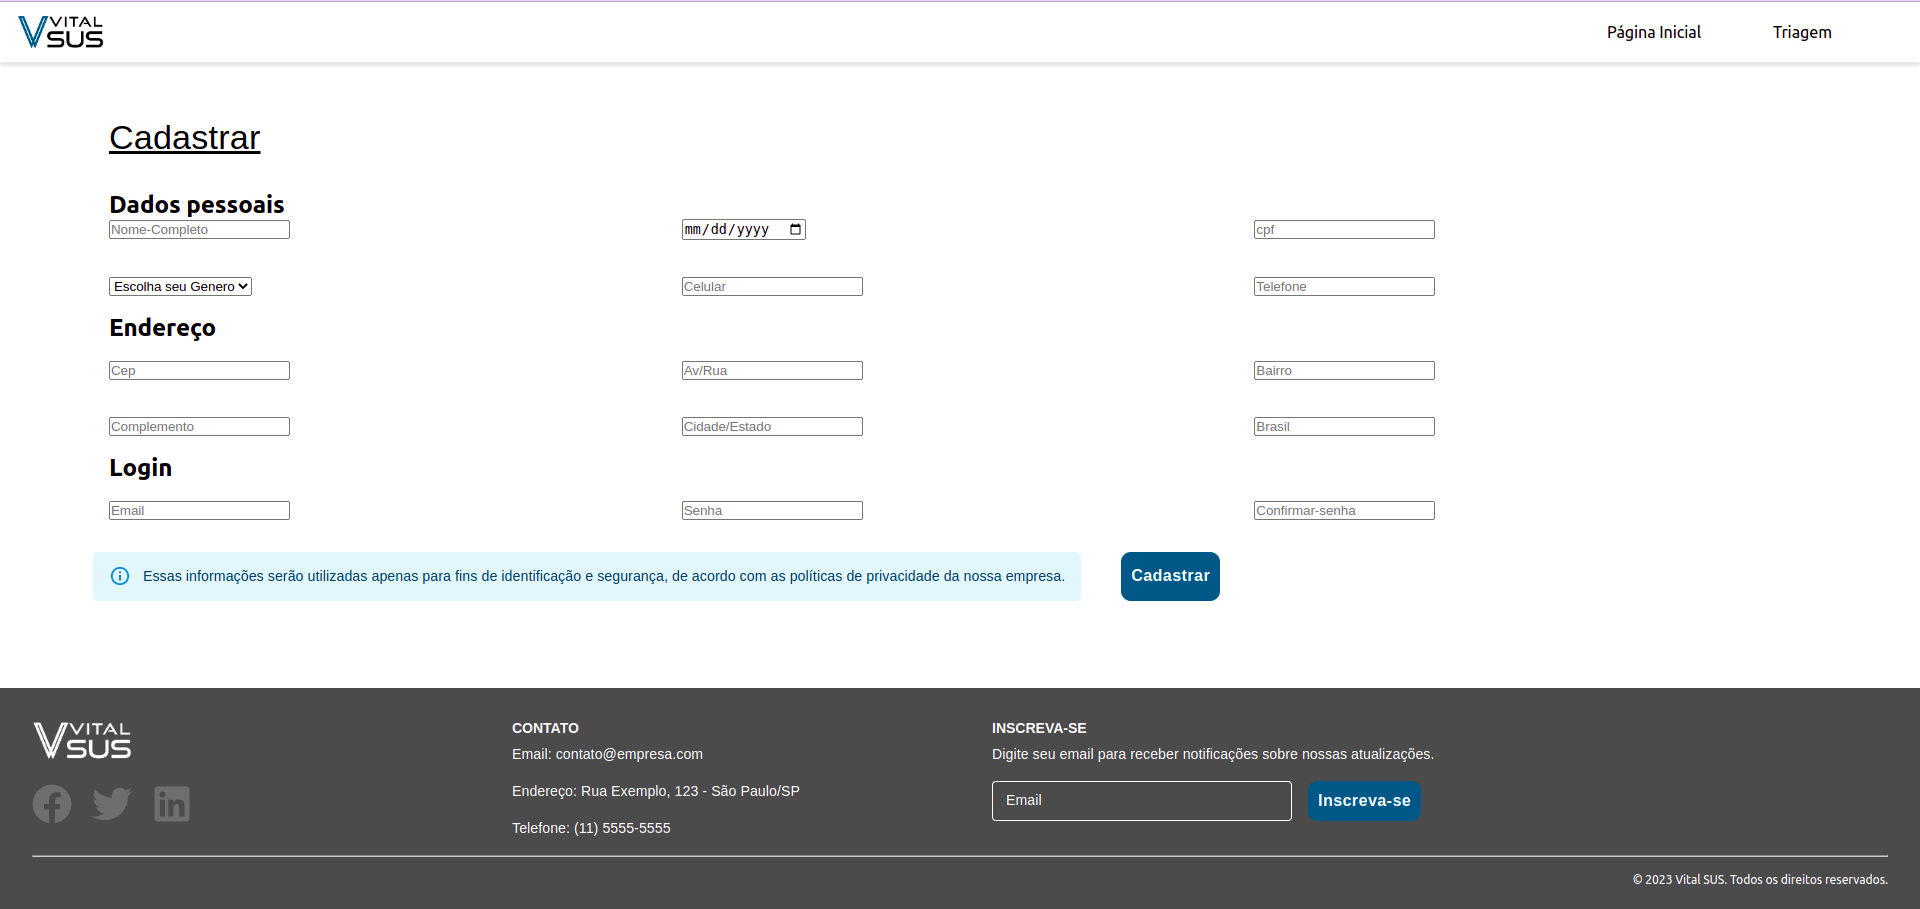 VITAL
SUS
Página Inicial Triagem
Cadastrar
Dados pessoais
Nome-Completo mm/dd/yyyy cpf
Escolha seu Genero Celular Telefone
Endereço
Cep Av/Rua Bairro
Complemento Cidade/Estado Brasil
Login
Email Senha Confirmar-senha
Essas informações serão utilizadas apenas para fins de identificação e segurança, de acordo com as políticas de privacidade da nossa empresa. Cadastrar
VITAL
SUS
CONTATO
Email: contato@empresa.com
Endereço: Rua Exemplo, 123 - São Paulo/SP
Telefone: (11) 5555-5555
INSCREVA-SE
Digite seu email para receber notificações sobre nossas atualizações.
Email Inscreva-se
© 2023 Vital SUS. Todos os direitos reservados.